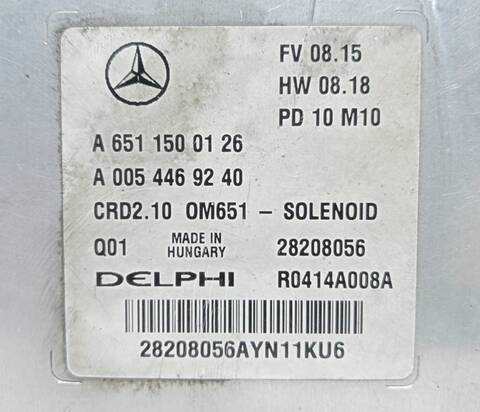 FV 08.15
HW 08.18
PD 10 M10
A 651 150 01 26
A 005 446 92 40
CRD2.10 OM651 - SOLENOID
Q01 MADE IN HUNGARY 28208056
DELPHI R0414A008A
28208056AYN11KU6